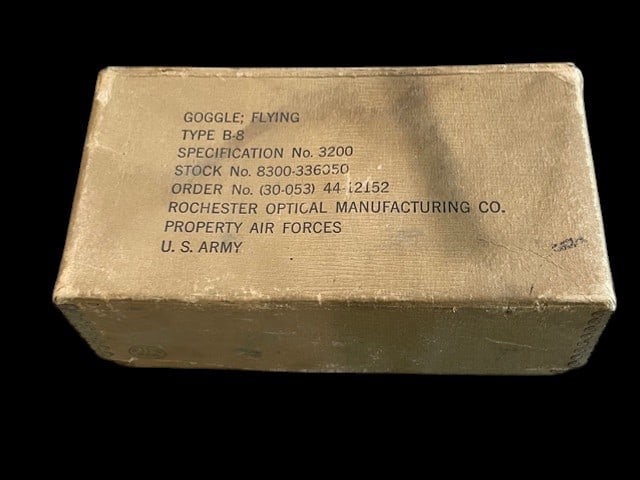 GOGGLE; FLYING
TYPE B-8
SPECIFICATION No. 3200
STOCK No. 8300-336350
ORDER No. (30-053) 44-12152
ROCHESTER OPTICAL MANUFACTURING CO.
PROPERTY AIR FORCES
U. S. ARMY